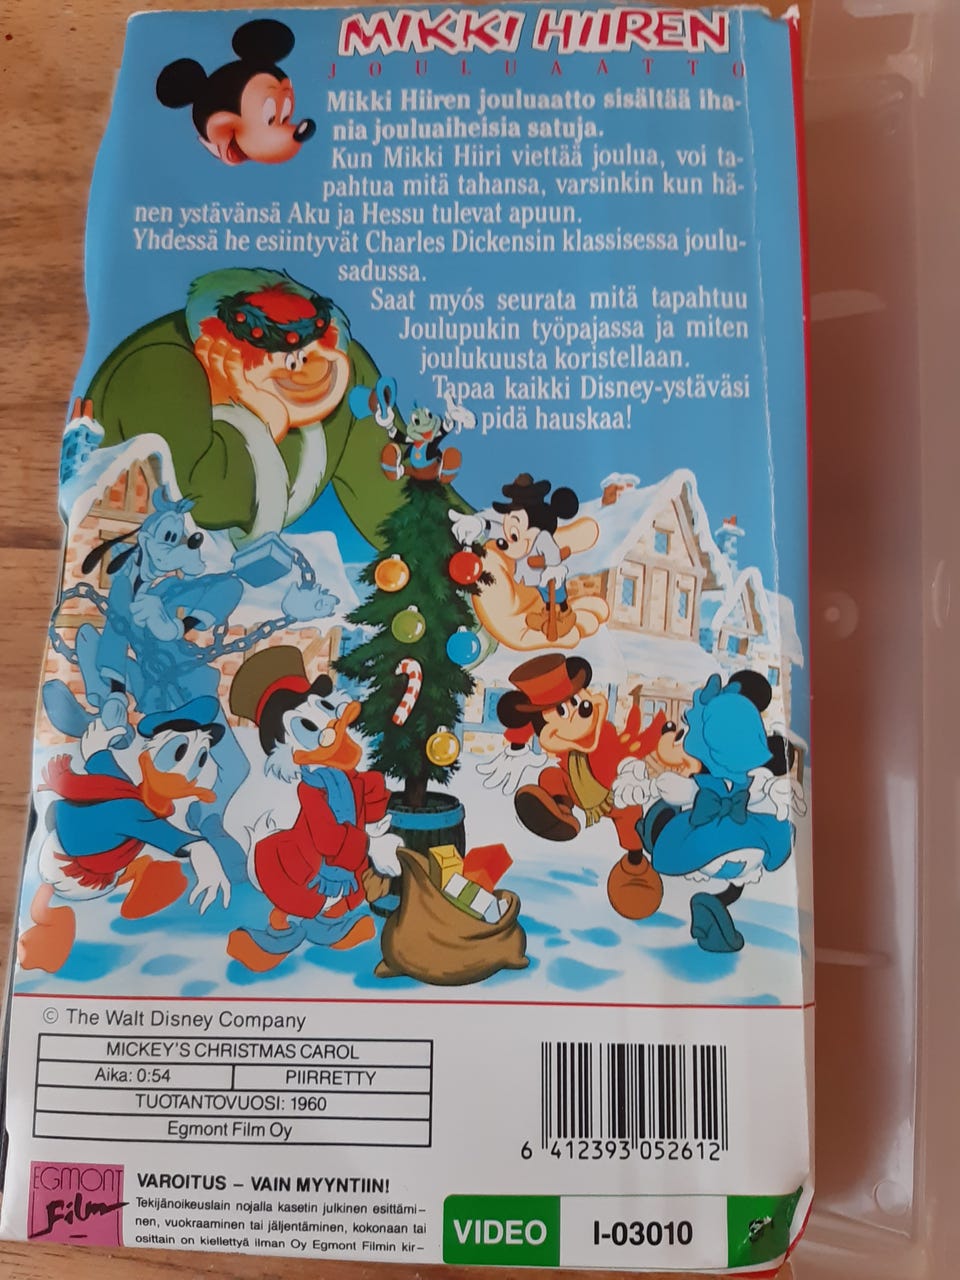 MIKKI HIIREN
JOULUAATTO
Mikki Hiiren jouluaatto sisältää iha-
nia jouluaiheisia satuja.
Kun Mikki Hiiri viettää joulua, voi ta-
pahtua mitä tahansa, varsinkin kun hä-
nen ystävänsä Aku ja Hessu tulevat apuun.
Yhdessä he esiintyvät Charles Dickensin klassisessa joulu-
sadussa.
Saat myös seurata mitä tapahtuu
Joulupukin työpajassa ja miten
joulukuusta koristellaan.
Tapaa kaikki Disney-ystäväsi
pidä hauskaa!
© The Walt Disney Company
MICKEY'S CHRISTMAS CAROL
Aika: 0:54 PIIRRETTY
TUOTANTOVUOSI: 1960
Egmont Film Oy
6 412393 052612
EGMONT
Film
VAROITUS – VAIN MYYNTIIN!
Tekijänoikeuslain nojalla kasetin julkinen esittämi-
nen, vuokraaminen tai jäljentäminen, kokonaan tai
osittain on kiellettyä ilman Oy Egmont Filmin kir-
VIDEO I-03010